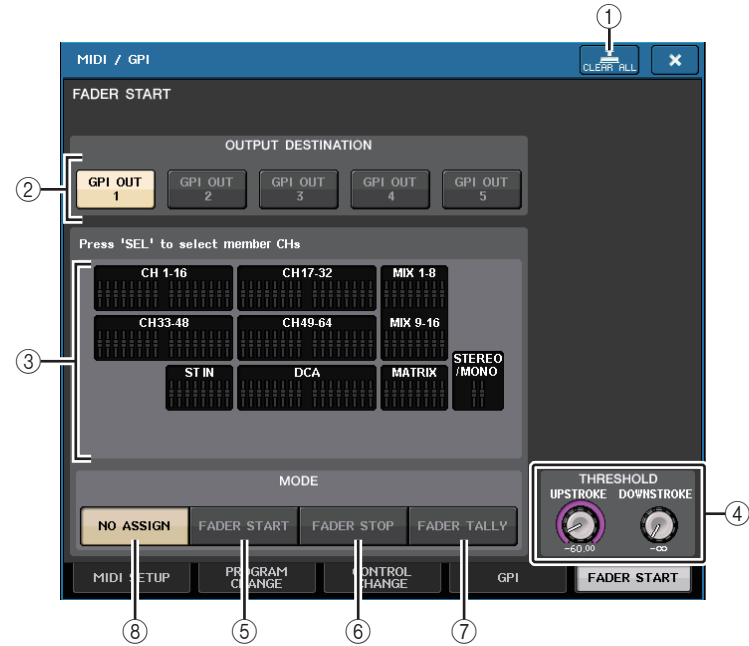 ①
MIDI / GPI
CLEAR ALL
×
FADER START
OUTPUT DESTINATION
②
GPI OUT 1
GPI OUT 2
GPI OUT 3
GPI OUT 4
GPI OUT 5
Press 'SEL' to select member CHs
③
CH 1-16
CH17-32
MIX 1-8
CH33-48
CH49-64
MIX 9-16
ST IN
DCA
MATRIX
STEREO /MONO
MODE
NO ASSIGN
FADER START
FADER STOP
FADER TALLY
THRESHOLD
UPSTROKE
DOWNSTROKE
-60.00
-∞
④
MIDI SETUP
PROGRAM CHANGE
CONTROL CHANGE
GPI
FADER START
⑧
⑤
⑥
⑦